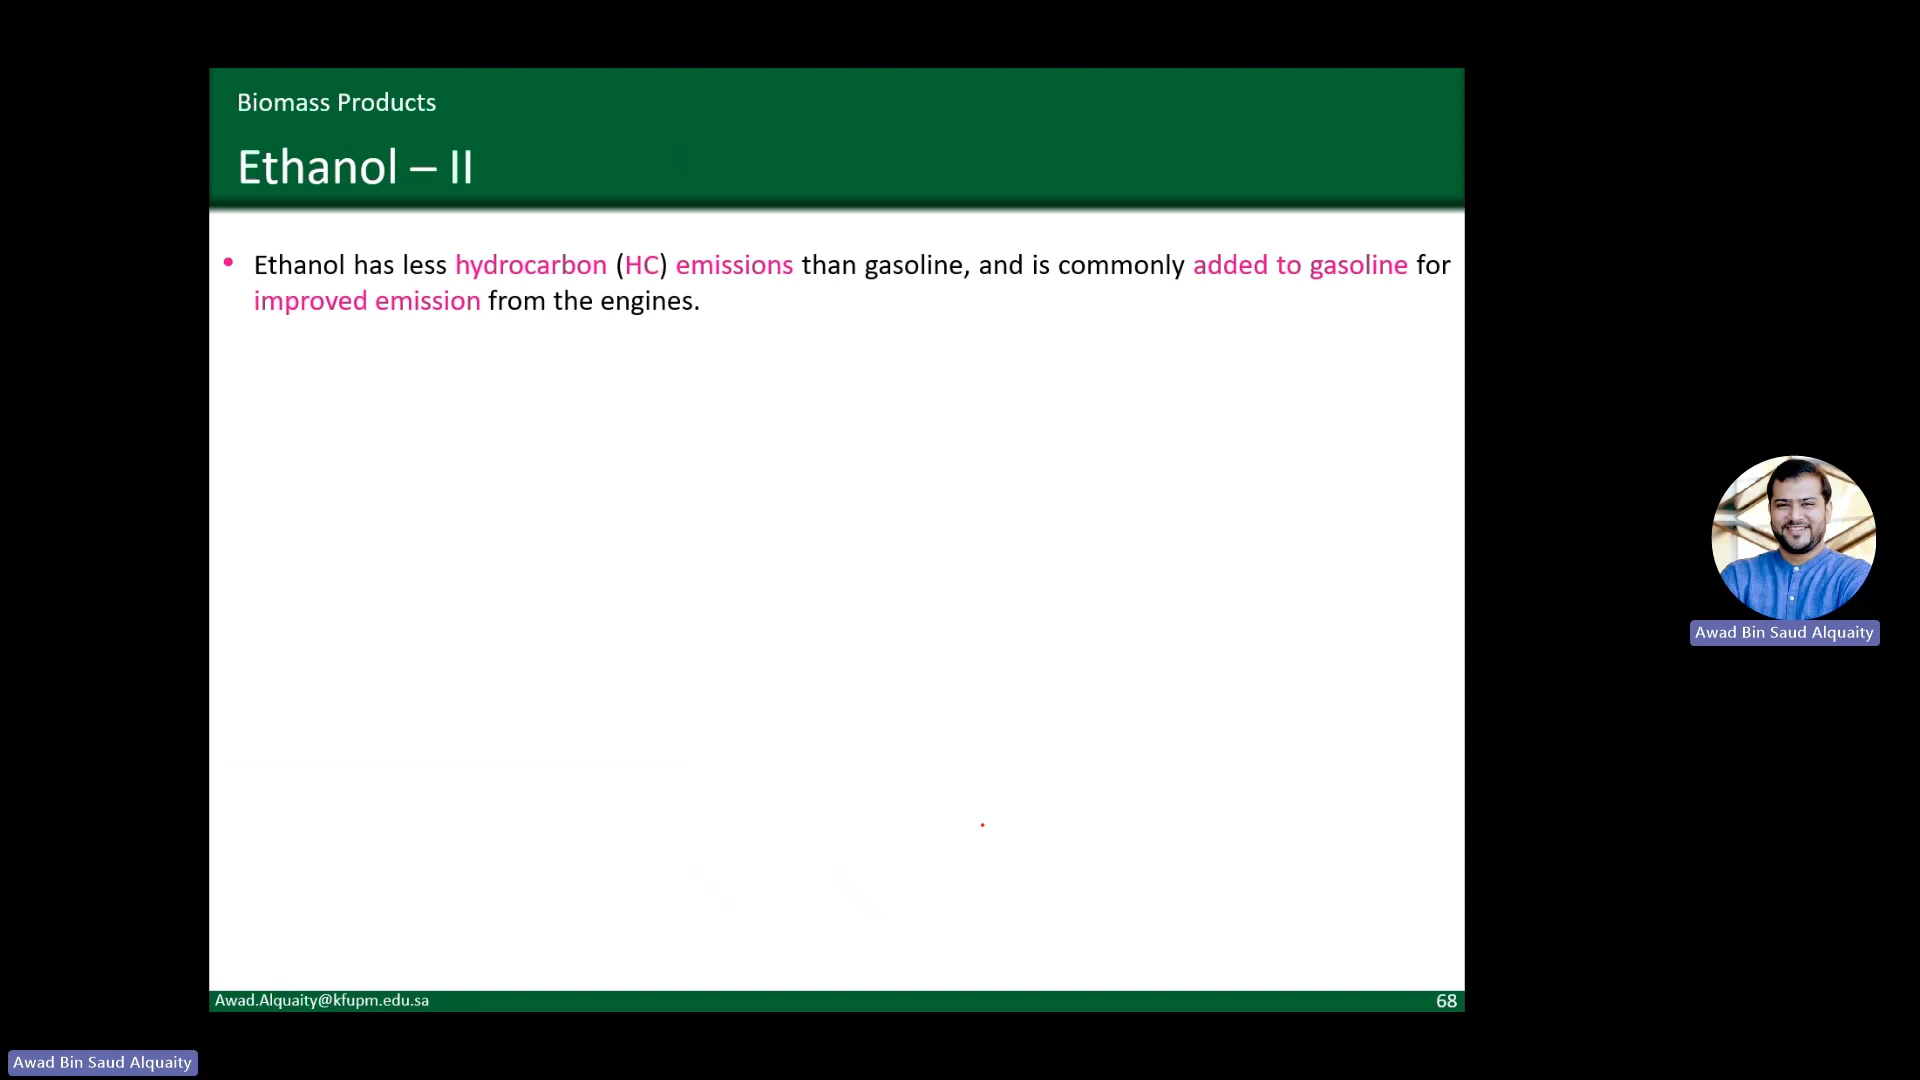 Biomass Products
Ethanol – II
• Ethanol has less hydrocarbon (HC) emissions than gasoline, and is commonly added to gasoline for
improved emission from the engines.
Awad Bin Saud Alquaity
Awad.Alquaity@kfupm.edu.sa
68
Awad Bin Saud Alquaity